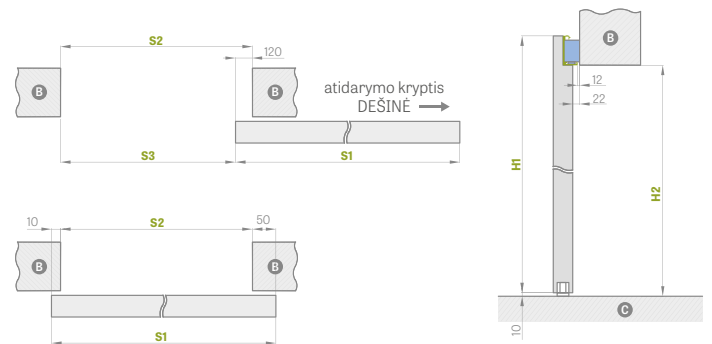 S2
120
B
B
atidarymo kryptis
DEŠINĖ
S3
S1
10
S2
50
B
B
S1
B
12
22
H1
H2
C
10